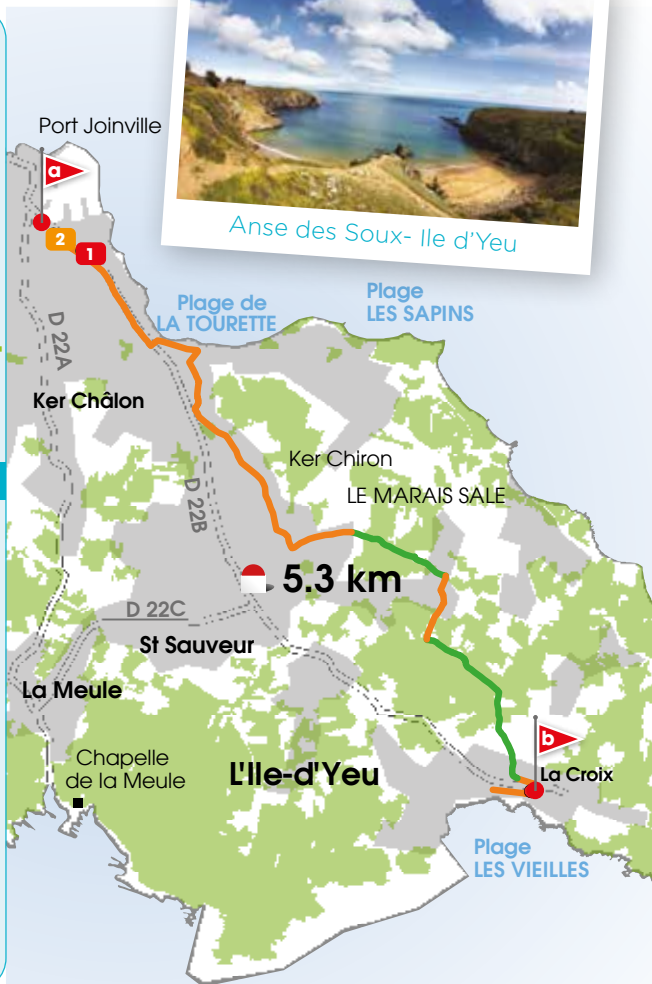 Port Joinville
a
2
1
Anse des Soux- Ile d'Yeu
Plage de
LA TOURETTE
Plage
LES SAPINS
D 22A
Ker Châlon
Ker Chiron
LE MARAIS SALE
D 22B
5.3 km
D 22C
St Sauveur
La Meule
Chapelle
de la Meule
L'Ile-d'Yeu
b
La Croix
Plage
LES VIEILLES